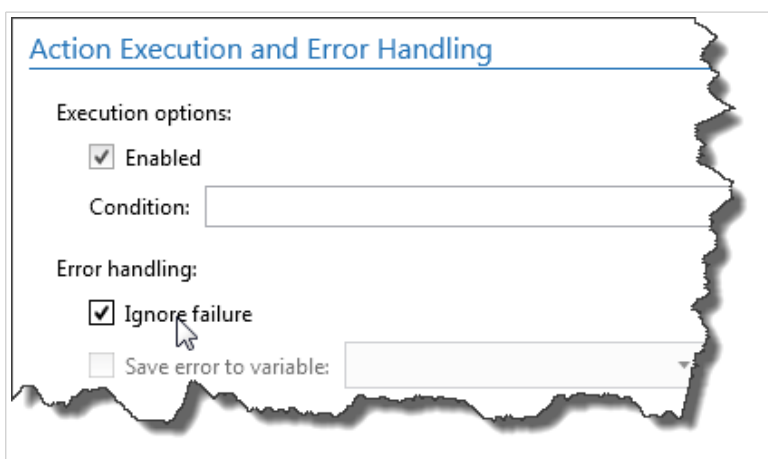 Action Execution and Error Handling
Execution options:
Enabled
Condition:
Error handling:
Ignore failure
Save error to variable: